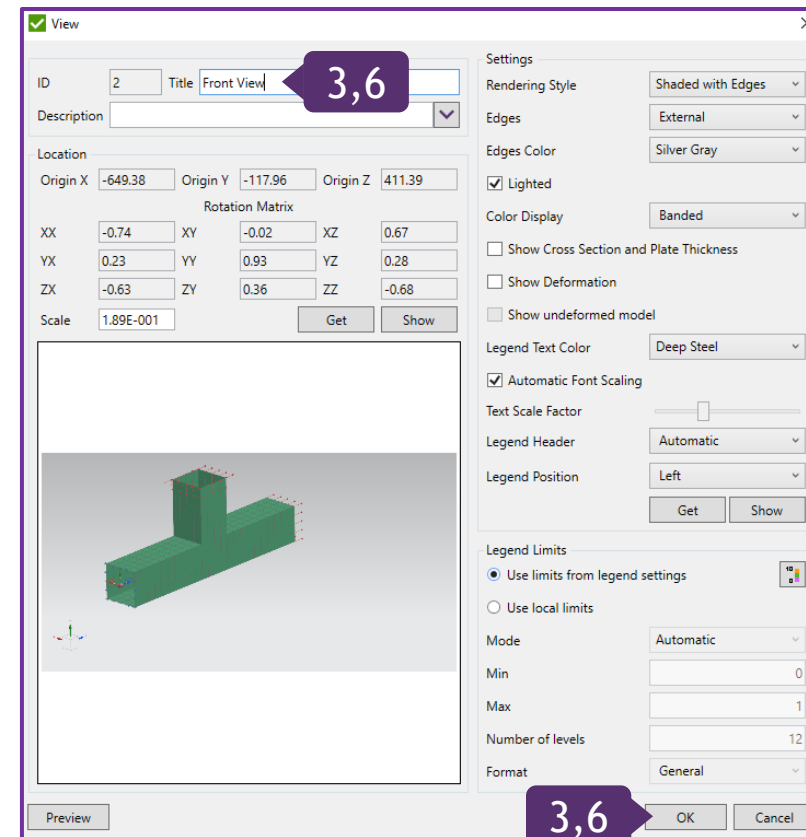 View
ID 2 Title Front View 3,6
Description
Location
Origin X -649.38 Origin Y -117.96 Origin Z 411.39
Rotation Matrix
XX -0.74 XY -0.02 XZ 0.67
YX 0.23 YY 0.93 YZ 0.28
ZX -0.63 ZY 0.36 ZZ -0.68
Scale 1.89E-001 Get Show
Preview
Settings
Rendering Style Shaded with Edges
Edges External
Edges Color Silver Gray
Lighted
Color Display Banded
Show Cross Section and Plate Thickness
Show Deformation
Show undeformed model
Legend Text Color Deep Steel
Automatic Font Scaling
Text Scale Factor
Legend Header Automatic
Legend Position Left
Get Show
Legend Limits
Use limits from legend settings
Use local limits
Mode Automatic
Min 0
Max 1
Number of levels 12
Format General
3,6 OK Cancel